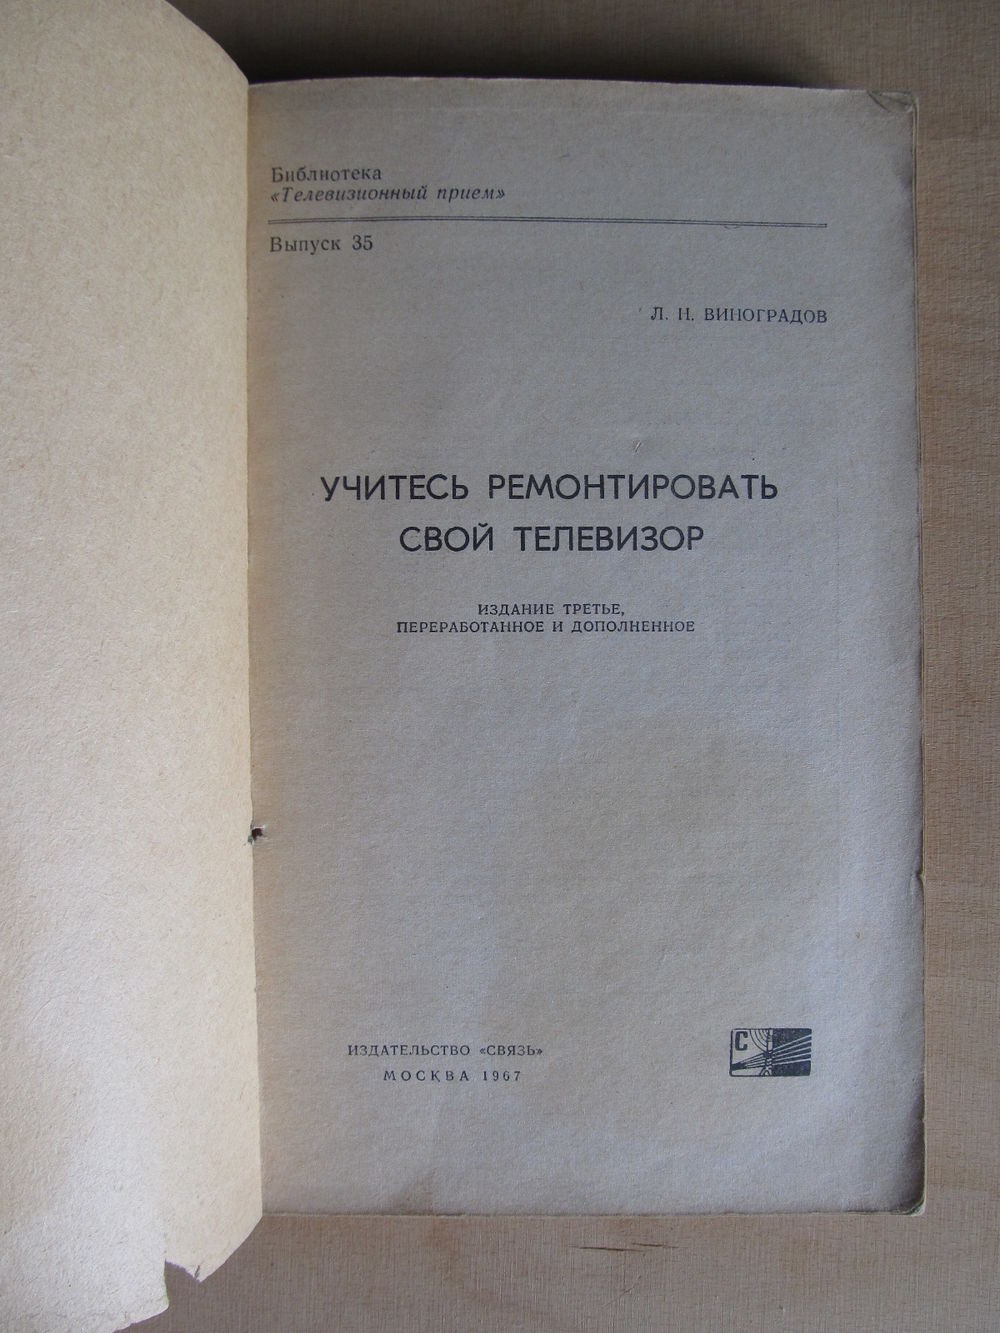 Библиотека
«Телевизионный прием»
Выпуск 35
Л. Н. ВИНОГРАДОВ
УЧИТЕСЬ РЕМОНТИРОВАТЬ
СВОЙ ТЕЛЕВИЗОР
ИЗДАНИЕ ТРЕТЬЕ,
ПЕРЕРАБОТАННОЕ И ДОПОЛНЕННОЕ
ИЗДАТЕЛЬСТВО «СВЯЗЬ»
МОСКВА 1967
С